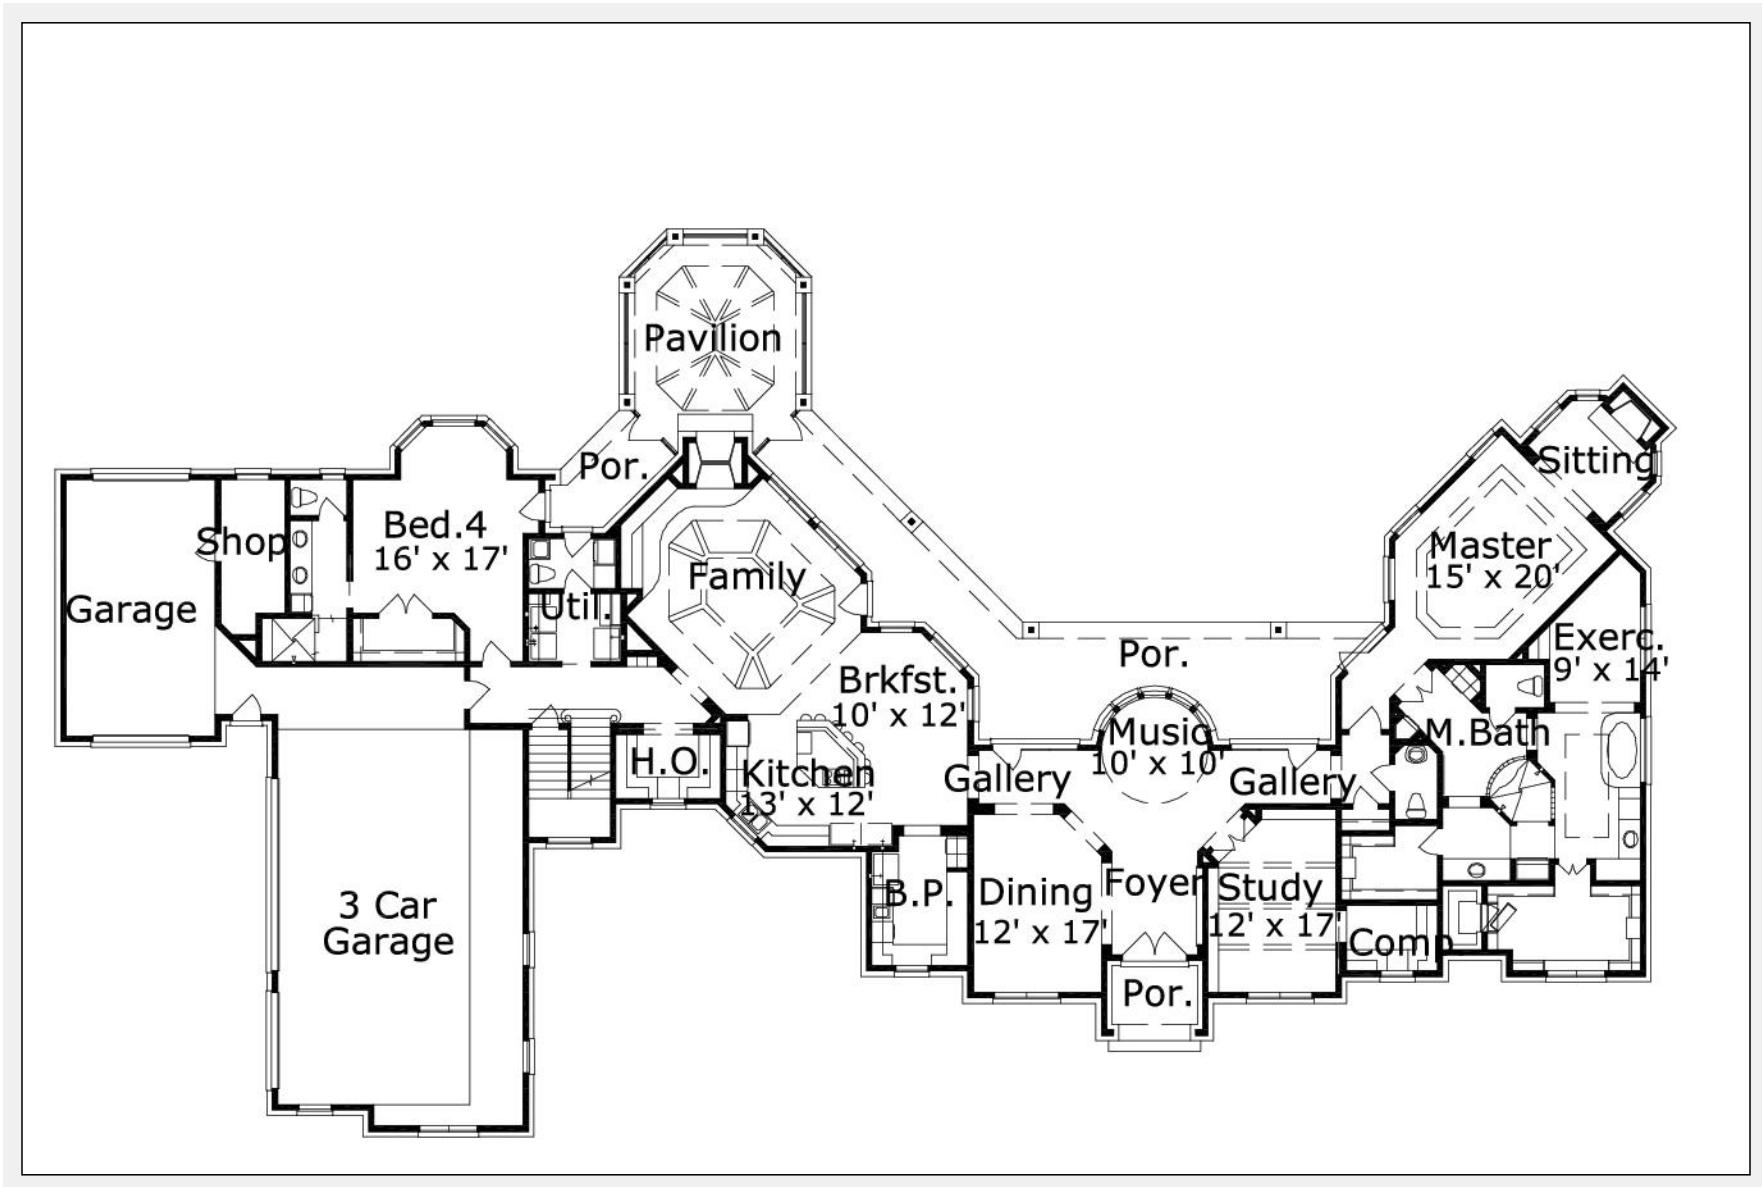 Pavilion
Por.
Sitting
Bed.4
16' x 17'
Shop
Master
15' x 20'
Family
Garage
Util.
Exerc.
9' x 14'
Por.
Brkfst.
10' x 12'
Music
10' x 10'
M.Bath
H.O.
Kitchen
13' x 12'
Gallery
Gallery
B.P.
Dining
12' x 17'
Foyer
Study
12' x 17'
3 Car
Garage
Comp
Por.